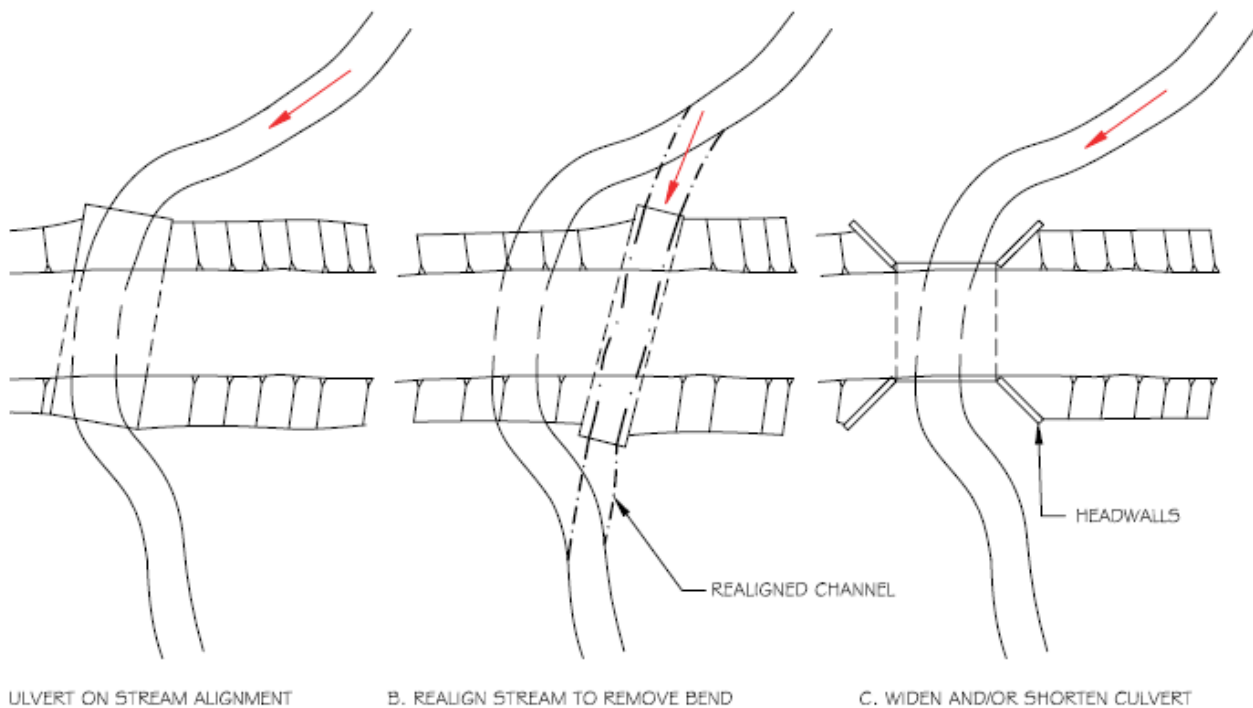 HEADWALLS
REALIGNED CHANNEL
ULVERT ON STREAM ALIGNMENT
B. REALIGN STREAM TO REMOVE BEND
C. WIDEN AND/OR SHORTEN CULVERT